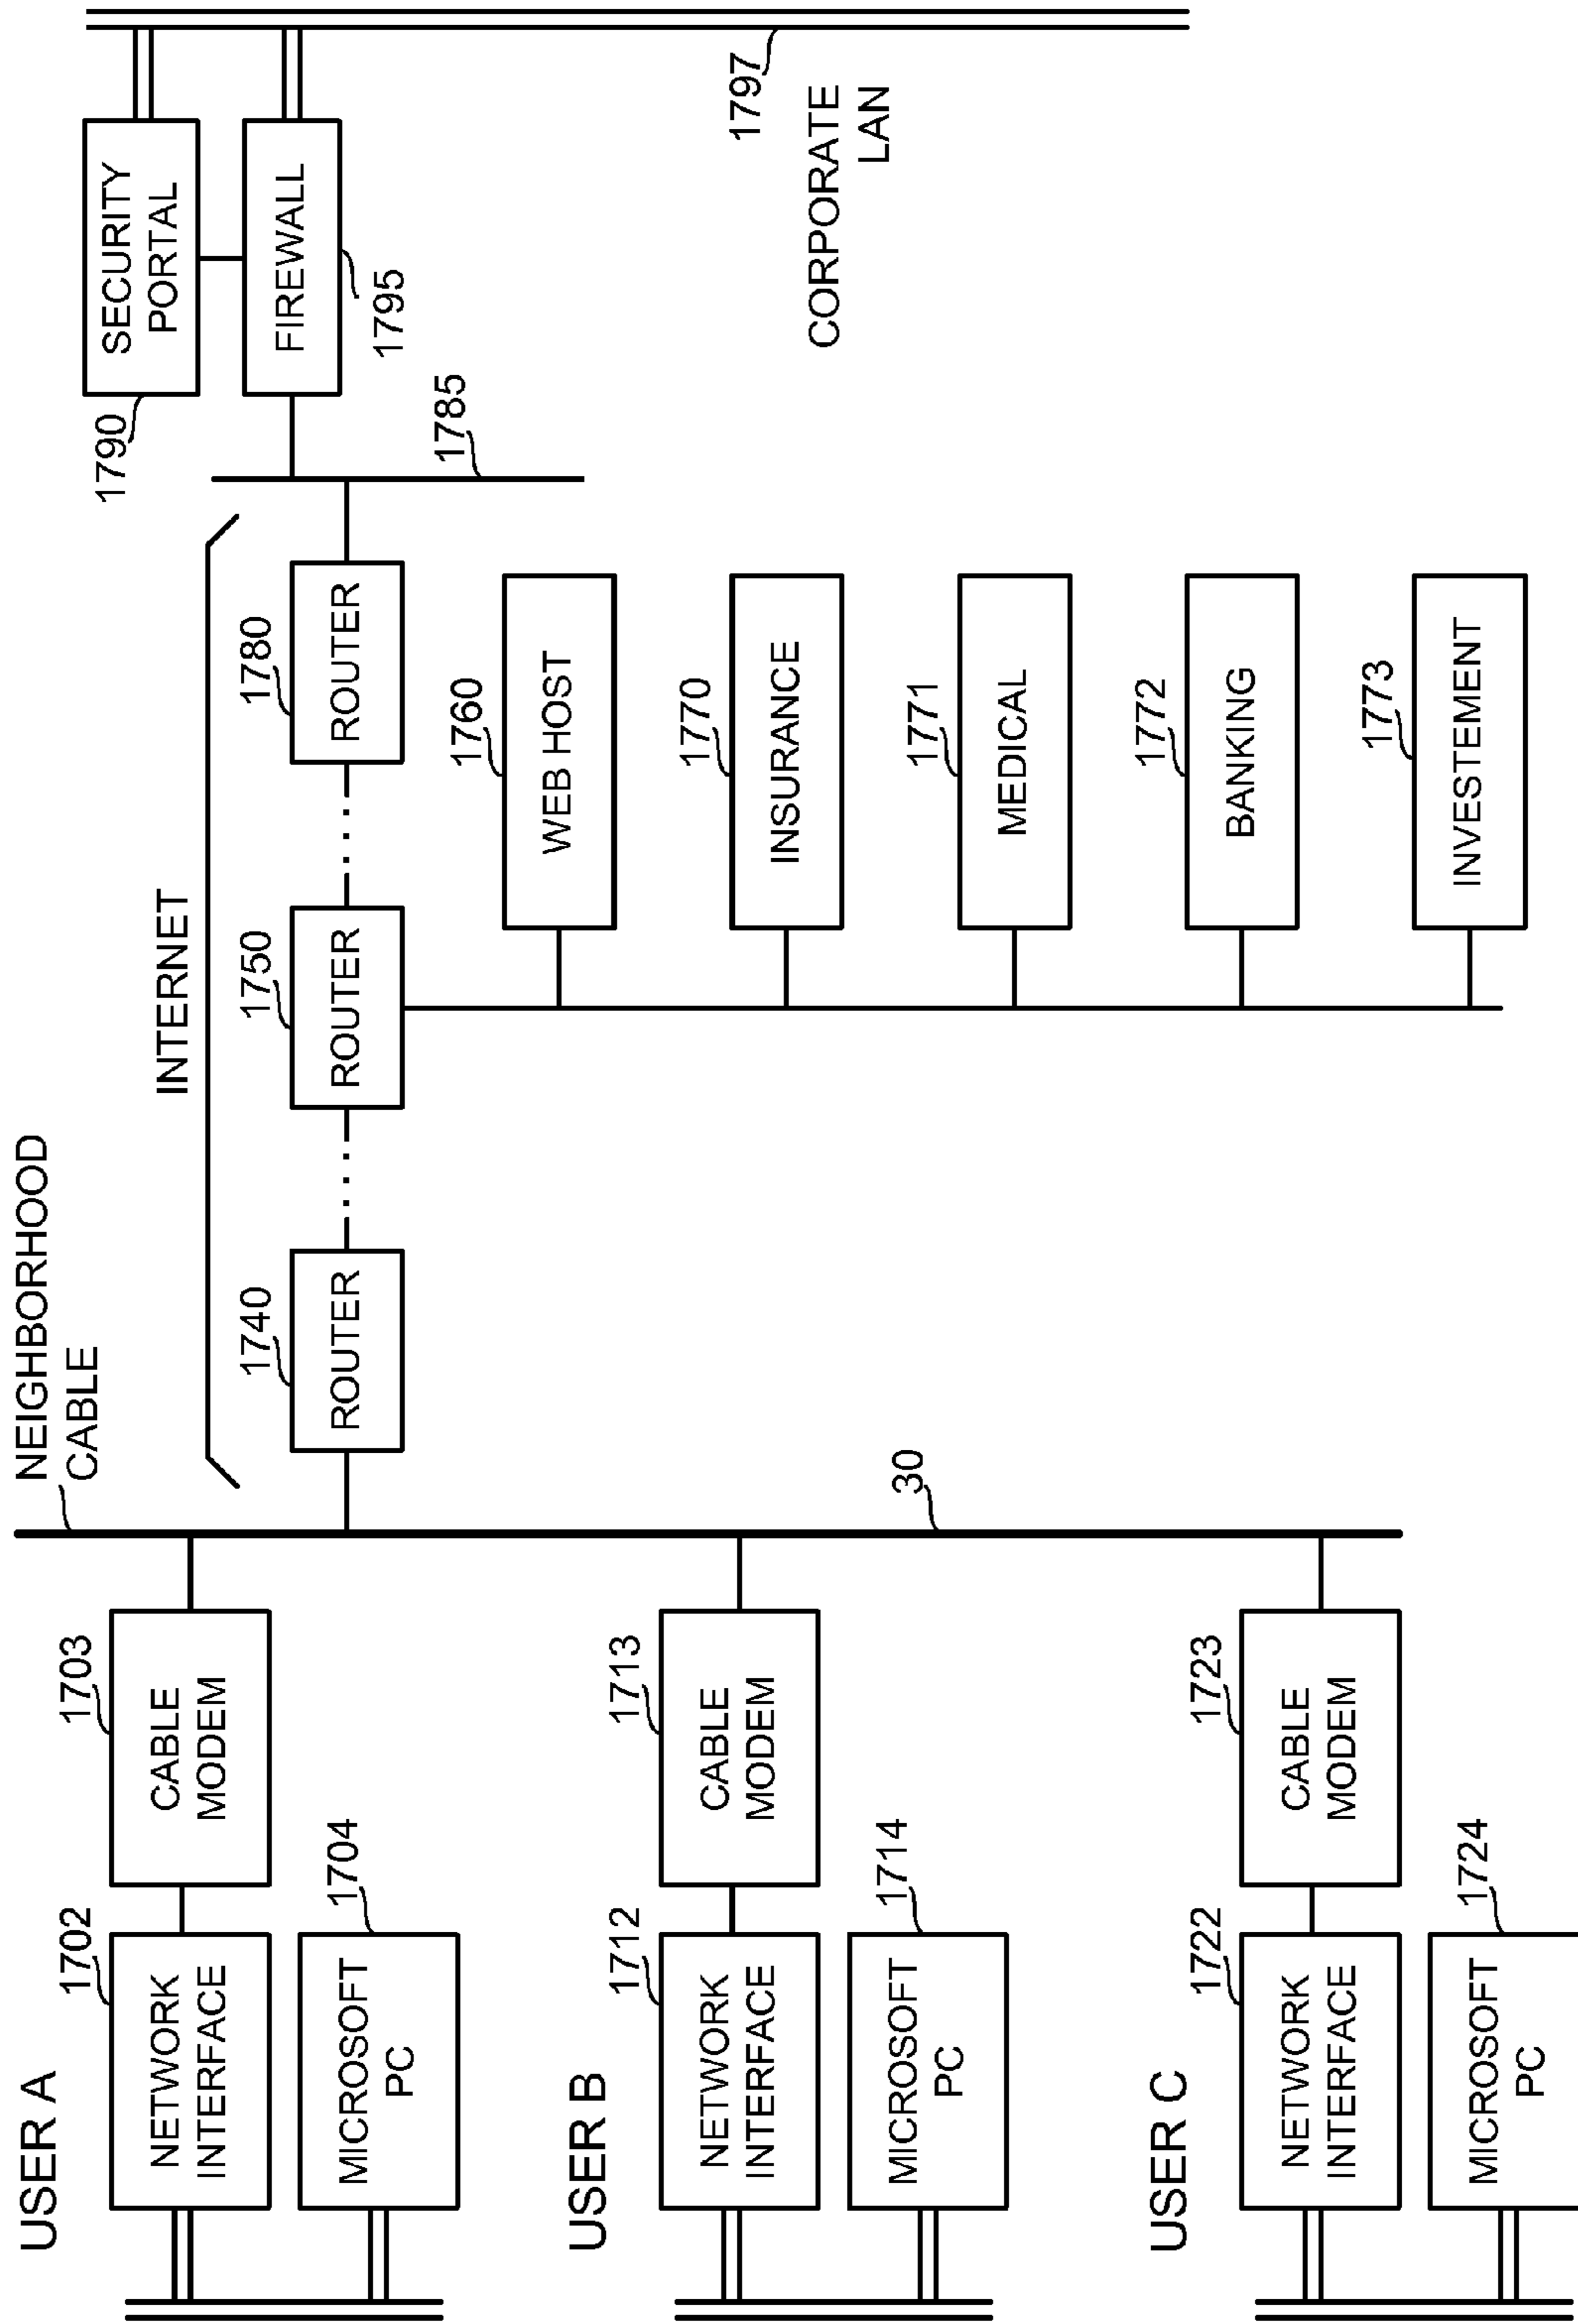 USER A
1702
NETWORK
INTERFACE
1703
CABLE
MODEM
MICROSOFT
PC
1704
USER B
1712
NETWORK
INTERFACE
1713
CABLE
MODEM
MICROSOFT
PC
1714
USER C
1722
NETWORK
INTERFACE
1723
CABLE
MODEM
MICROSOFT
PC
1724
NEIGHBORHOOD
CABLE
30
INTERNET
1740
ROUTER
1750
ROUTER
1780
ROUTER
1760
WEB HOST
1770
INSURANCE
1771
MEDICAL
1772
BANKING
1773
INVESTEMENT
1785
1790
SECURITY
PORTAL
FIREWALL
1795
1797
CORPORATE
LAN